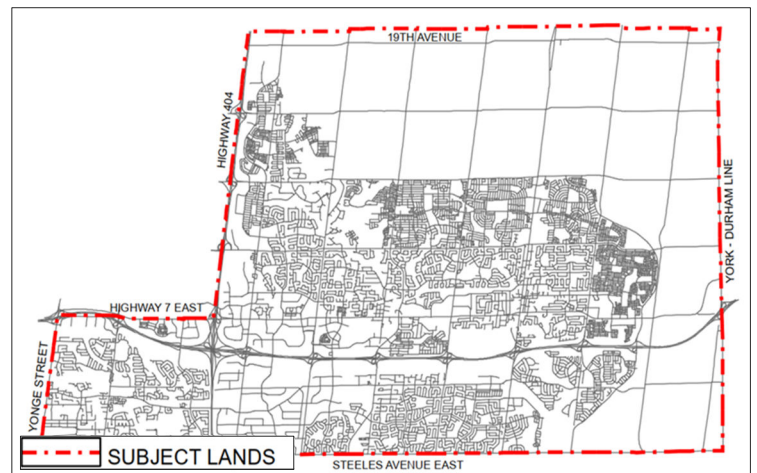 19TH AVENUE
HIGHWAY 404
YORK - DURHAM LINE
HIGHWAY 7 EAST
YONGE STREET
SUBJECT LANDS
STEELES AVENUE EAST